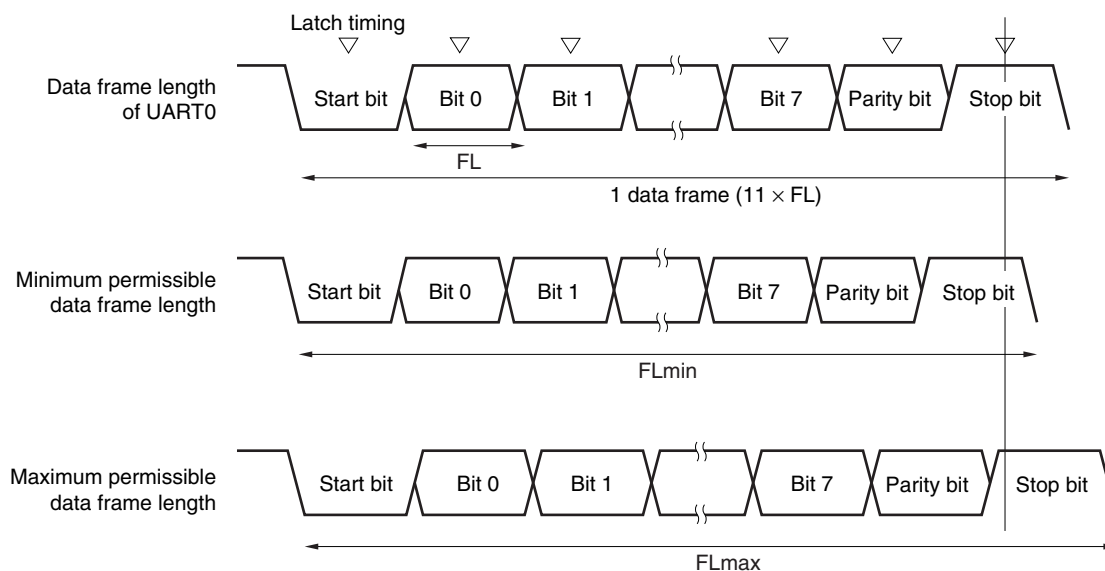 Latch timing
Data frame length
of UART0
Start bit
Bit 0
Bit 1
Bit 7
Parity bit
Stop bit
FL
1 data frame (11 × FL)
Minimum permissible
data frame length
Start bit
Bit 0
Bit 1
Bit 7
Parity bit
Stop bit
FLmin
Maximum permissible
data frame length
Start bit
Bit 0
Bit 1
Bit 7
Parity bit
Stop bit
FLmax